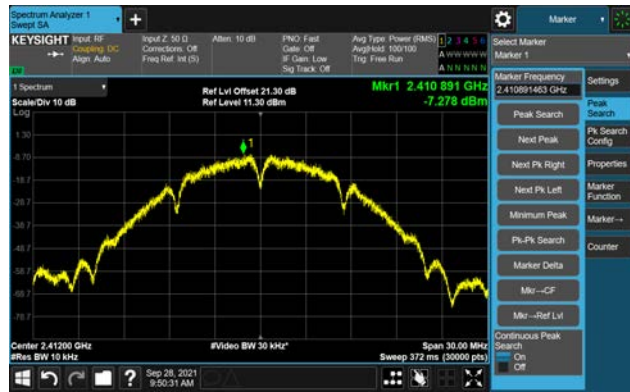 Spectrum Analyzer 1
Swept SA
Marker
KEYSIGHT
Input: RF
Coupling: DC
Align: Auto
Input Z: 50 Ω
Corrections: Off
Freq Ref: Int (S)
Atten: 10 dB
PNO: Fast
Gate: Off
IF Gain: Low
Sig Track: Off
Avg Type: Power (RMS)
Avg|Hold: 100/100
Trig: Free Run
1 2 3 4 5 6
A W W W W W
A N N N N N
Select Marker
Marker 1
1 Spectrum
Scale/Div 10 dB
Log
Ref Lvl Offset 21.30 dB
Ref Level 11.30 dBm
Mkr1 2.410 891 GHz
-7.278 dBm
1.30
-8.70
-18.7
-28.7
-38.7
-48.7
-58.7
-68.7
-78.7
1
Center 2.41200 GHz
#Res BW 10 kHz
#Video BW 30 kHz*
Span 30.00 MHz
Sweep 372 ms (30000 pts)
Marker Frequency
2.410891463 GHz
Peak Search
Next Peak
Next Pk Right
Next Pk Left
Minimum Peak
Pk-Pk Search
Marker Delta
Mkr→CF
Mkr→Ref Lvl
Continuous Peak
Search
On
Off
Settings
Peak
Search
Pk Search
Config
Properties
Marker
Function
Marker→
Counter
?
Sep 28, 2021
9:50:31 AM